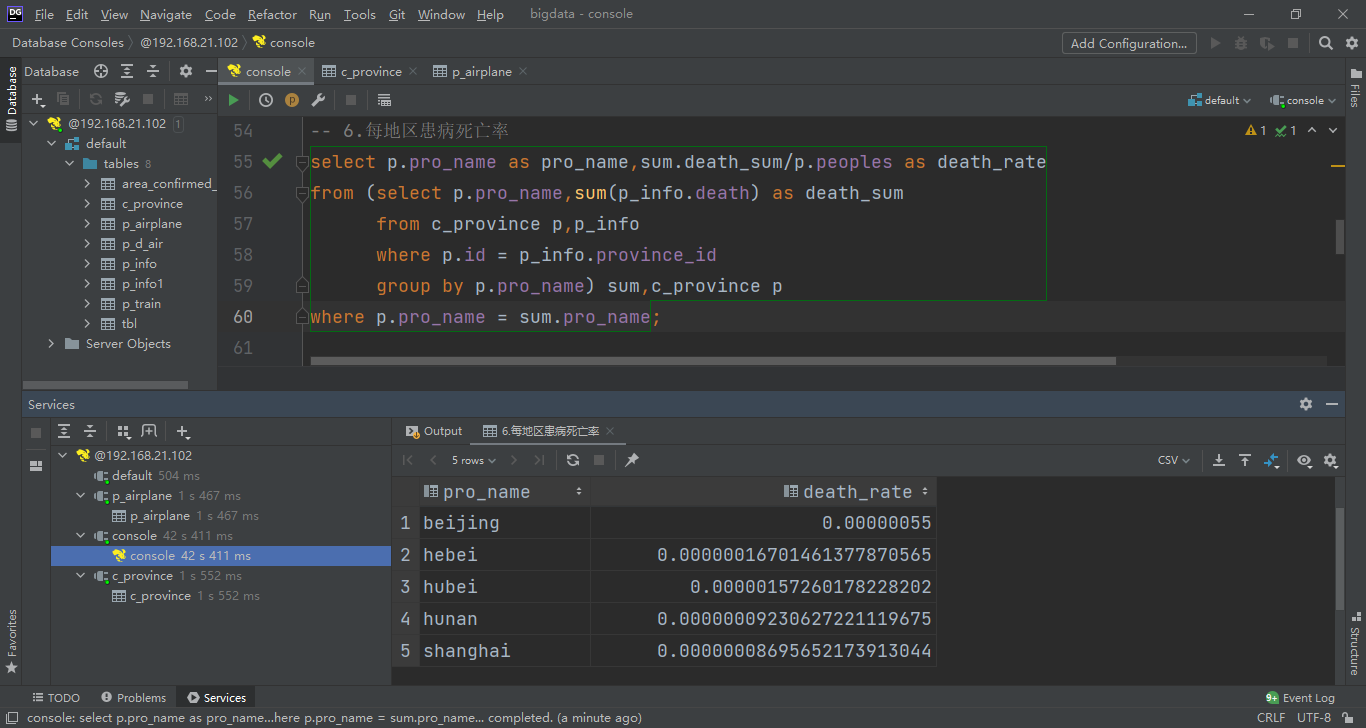 DG File Edit View Navigate Code Refactor Run Tools Git Window Help bigdata - console
Database Consoles @192.168.21.102 console Add Configuration...
Database console c_province p_airplane
Database
Files
default console
@192.168.21.102 1
default
tables 8
area_confirmed_
c_province
p_airplane
p_d_air
p_info
p_info1
p_train
tbl
Server Objects
54 -- 6.每地区患病死亡率
1 1
55 select p.pro_name as pro_name,sum.death_sum/p.peoples as death_rate
56 from (select p.pro_name,sum(p_info.death) as death_sum
57 from c_province p,p_info
58 where p.id = p_info.province_id
59 group by p.pro_name) sum,c_province p
60 where p.pro_name = sum.pro_name;
61
Services
@192.168.21.102
default 504 ms
p_airplane 1 s 467 ms
p_airplane 1 s 467 ms
console 42 s 411 ms
console 42 s 411 ms
c_province 1 s 552 ms
c_province 1 s 552 ms
Output 6.每地区患病死亡率
5 rows CSV
pro_name death_rate
1 beijing 0.00000055
2 hebei 0.00000016701461377870565
3 hubei 0.00000157260178228202
4 hunan 0.00000009230627221119675
5 shanghai 0.00000008695652173913044
Favorites
Structure
TODO Problems Services 9+ Event Log
console: select p.pro_name as pro_name...here p.pro_name = sum.pro_name... completed. (a minute ago) CRLF UTF-8